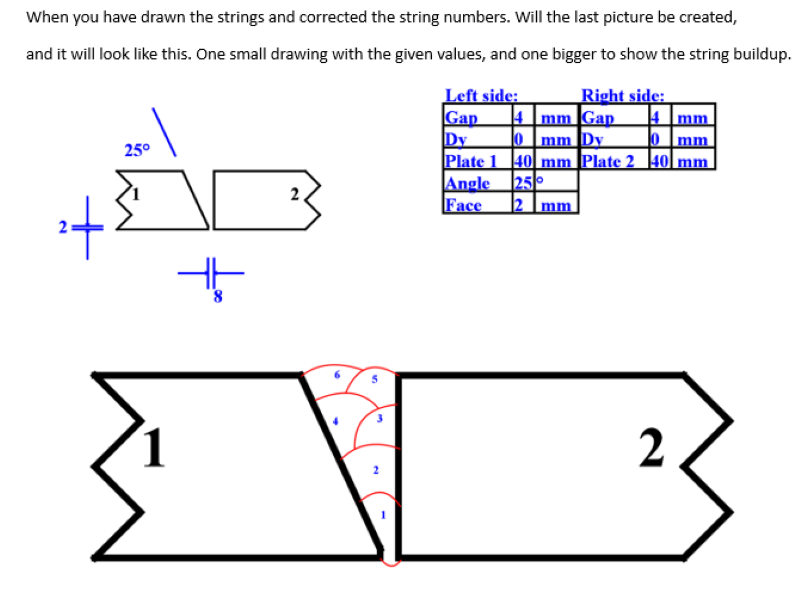 When you have drawn the strings and corrected the string numbers. Will the last picture be created,
and it will look like this. One small drawing with the given values, and one bigger to show the string buildup.
Left side: Right side:
Gap 4 mm Gap 4 mm
Dy 0 mm Dy 0 mm
Plate 1 40 mm Plate 2 40 mm
Angle 25°
Face 2 mm
25°
1
2
2
8
6
5
4
3
1
2
2
1